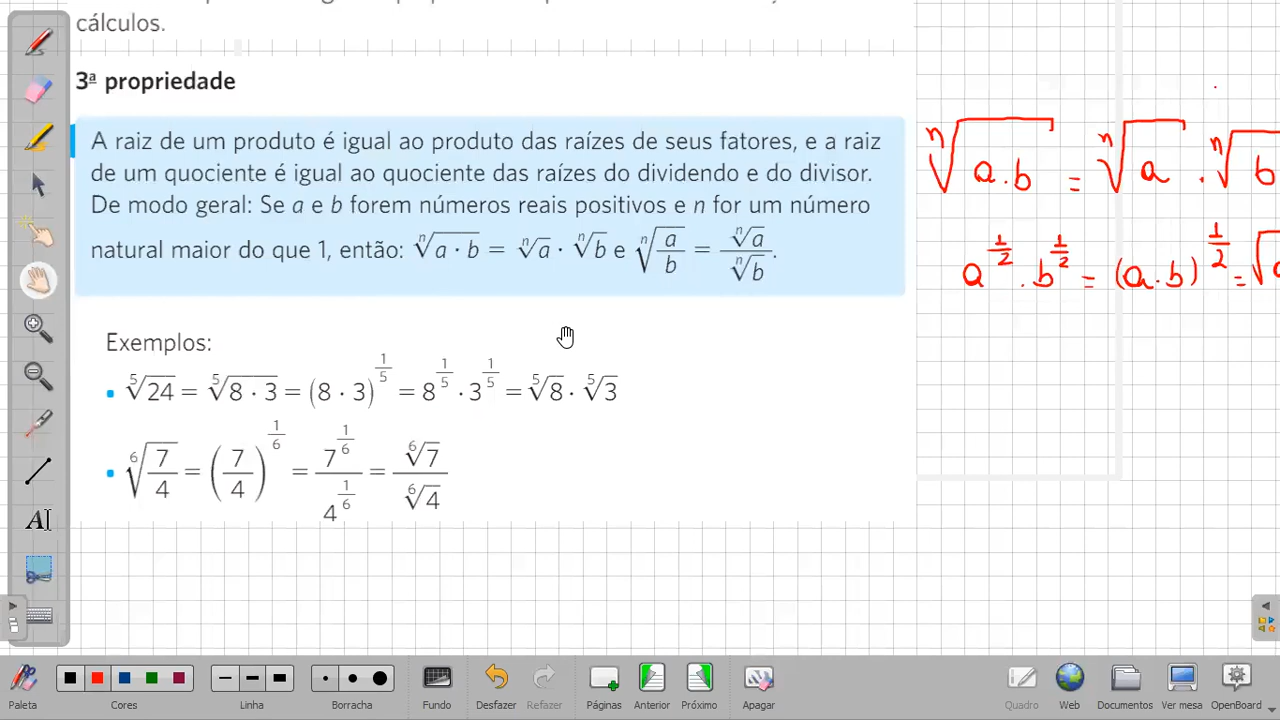 cálculos.
3ª propriedade
A raiz de um produto é igual ao produto das raízes de seus fatores, e a raiz
de um quociente é igual ao quociente das raízes do dividendo e do divisor.
De modo geral: Se a e b forem números reais positivos e n for um número
natural maior do que 1, então: ⁿ√(a · b) = ⁿ√a · ⁿ√b e ⁿ√(a/b) = ⁿ√a / ⁿ√b.
ⁿ√(a.b) = ⁿ√a . ⁿ√b
a^(1/2) . b^(1/2) = (a.b)^(1/2) = √
Exemplos:
• ⁵√24 = ⁵√(8 · 3) = (8 · 3)^(1/5) = 8^(1/5) · 3^(1/5) = ⁵√8 · ⁵√3
• ⁶√(7/4) = (7/4)^(1/6) = 7^(1/6) / 4^(1/6) = ⁶√7 / ⁶√4
A
Paleta Cores Linha Borracha Fundo Desfazer Refazer Páginas Anterior Próximo Apagar Quadro Web Documentos Ver mesa OpenBoard